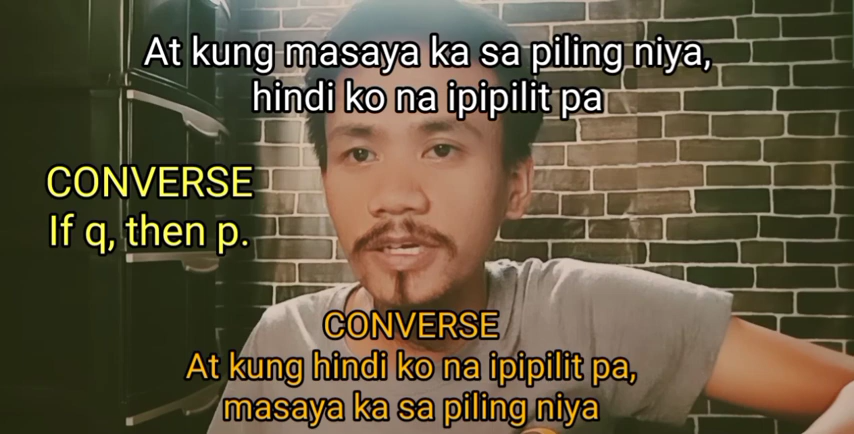 At kung masaya ka sa piling niya,
hindi ko na ipipilit pa
CONVERSE
If q, then p.
CONVERSE
At kung hindi ko na ipipilit pa,
masaya ka sa piling niya